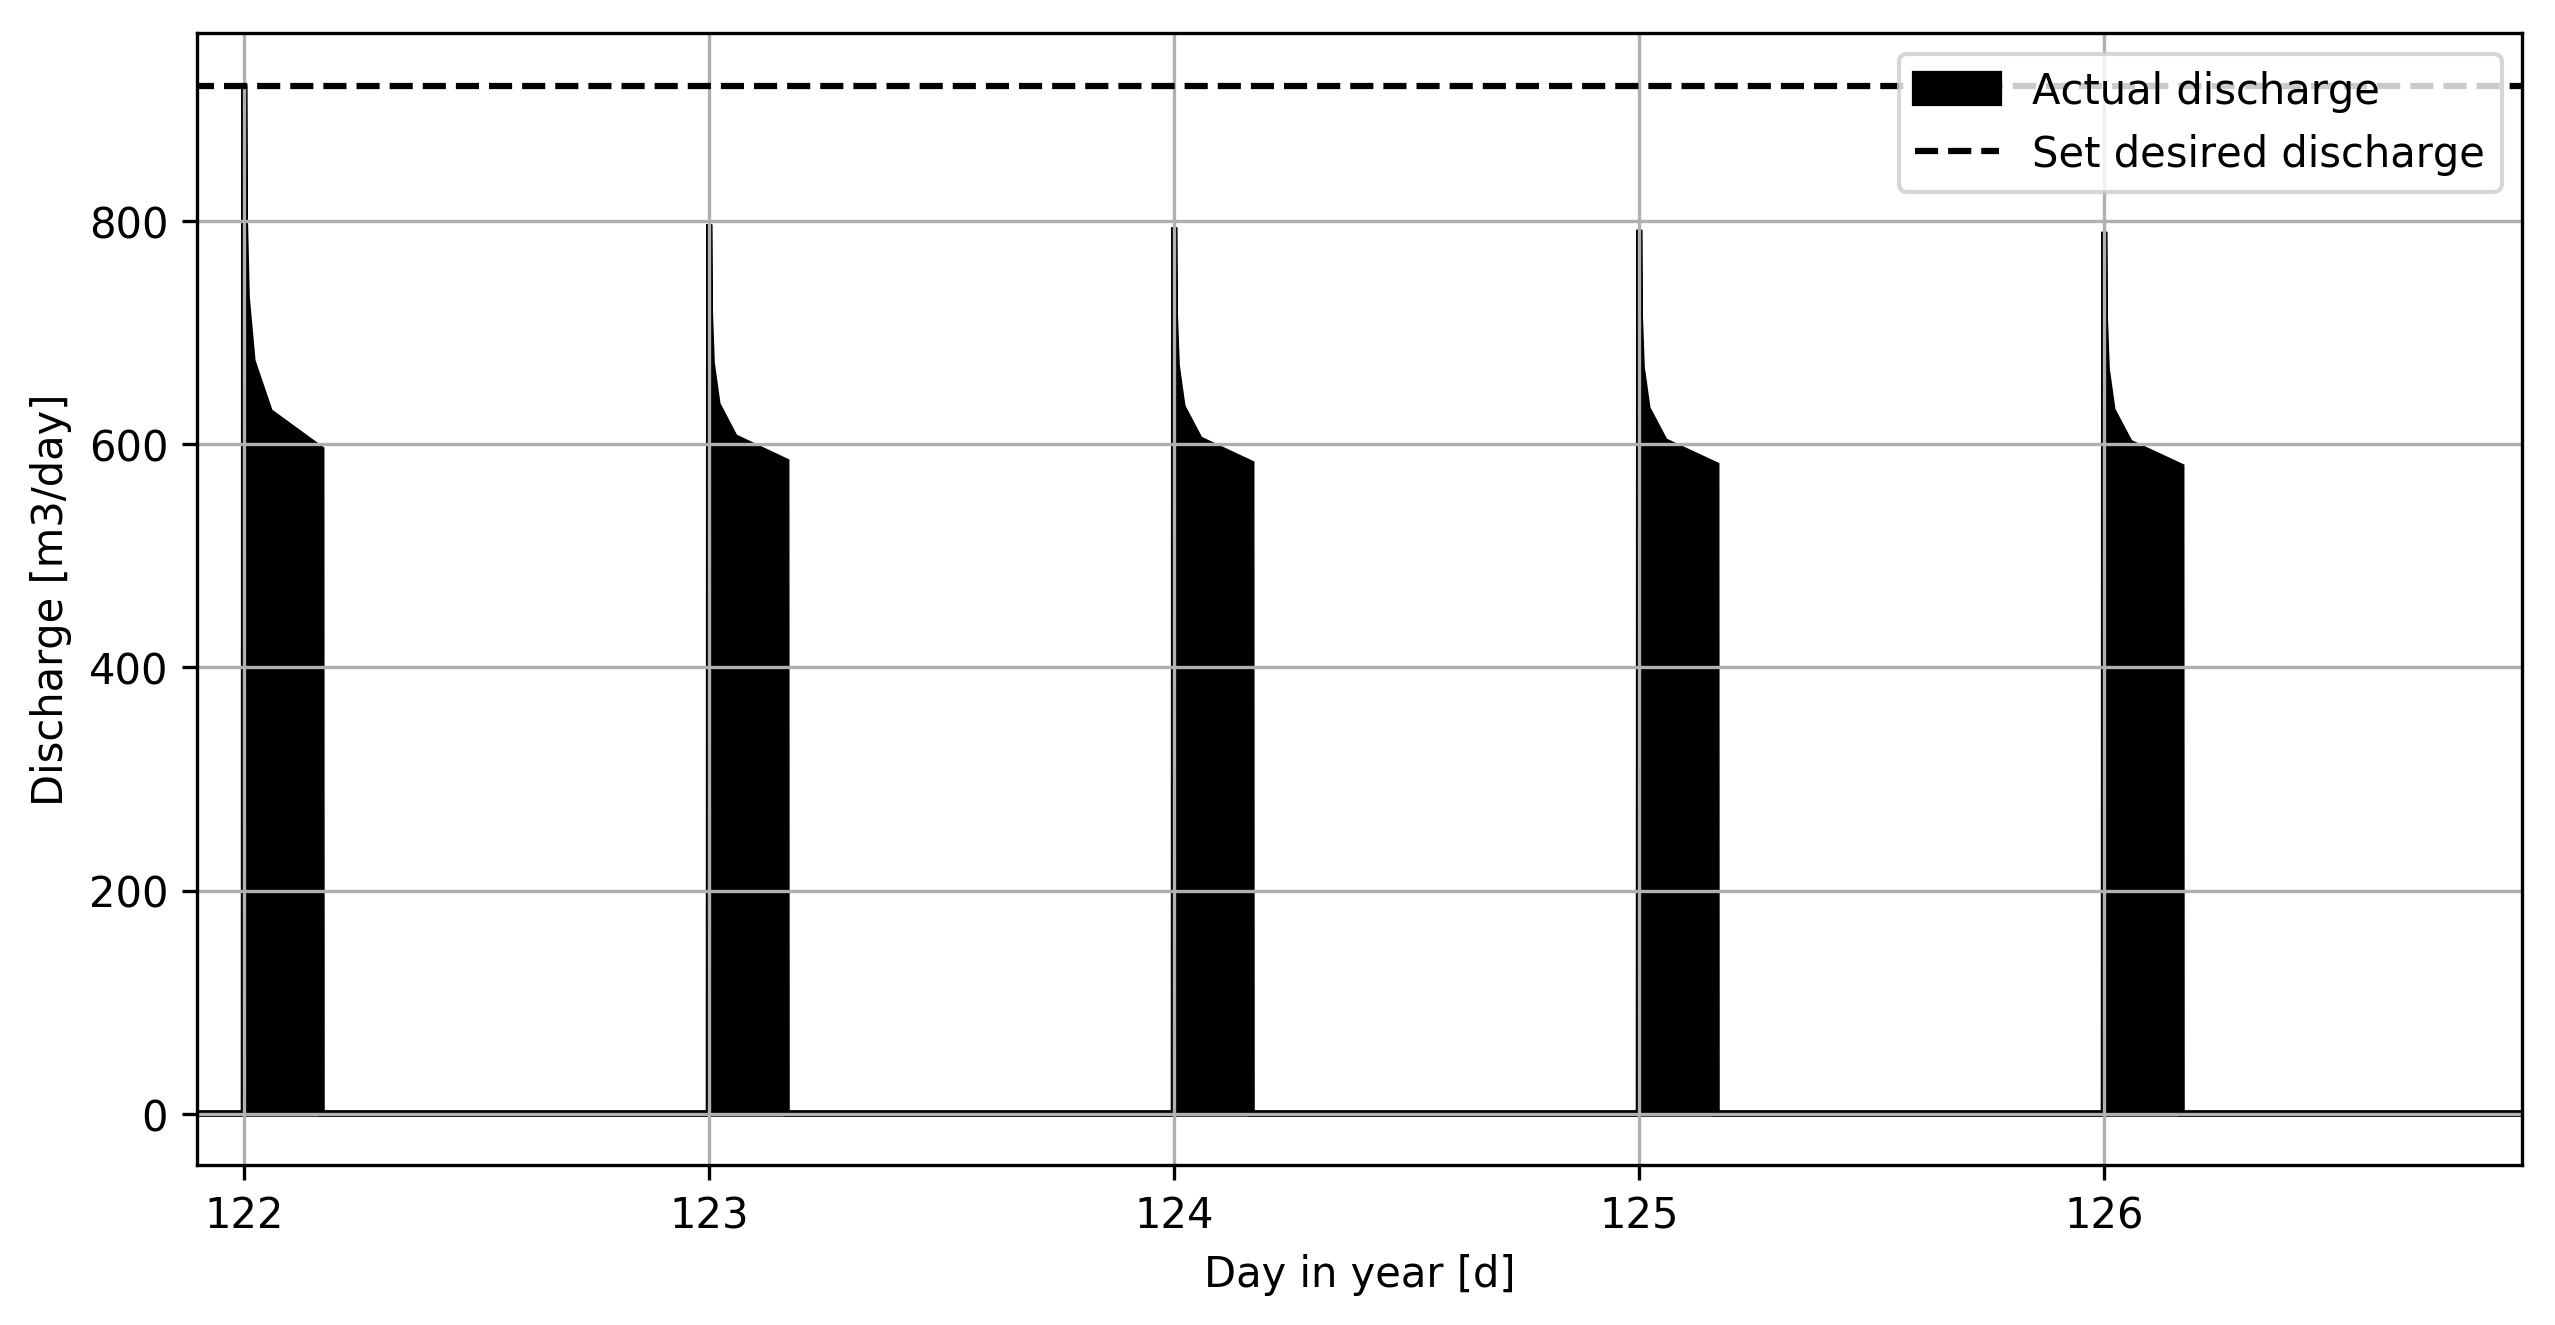 Actual discharge
Set desired discharge
800
600
400
200
0
Discharge [m3/day]
122 123 124 125 126
Day in year [d]